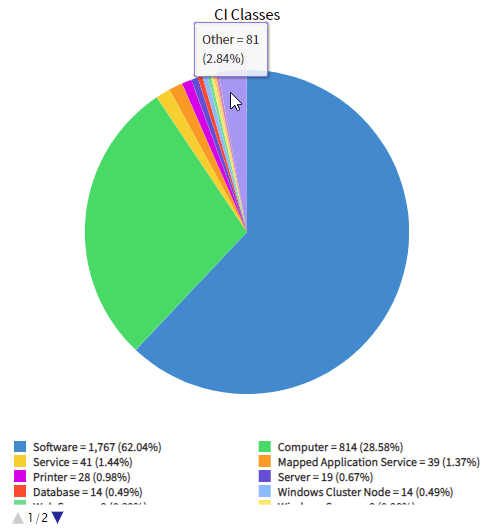 CI Classes
Other = 81
(2.84%)
Software = 1,767 (62.04%)
Computer = 814 (28.58%)
Service = 41 (1.44%)
Mapped Application Service = 39 (1.37%)
Printer = 28 (0.98%)
Server = 19 (0.67%)
Database = 14 (0.49%)
Windows Cluster Node = 14 (0.49%)
1 / 2